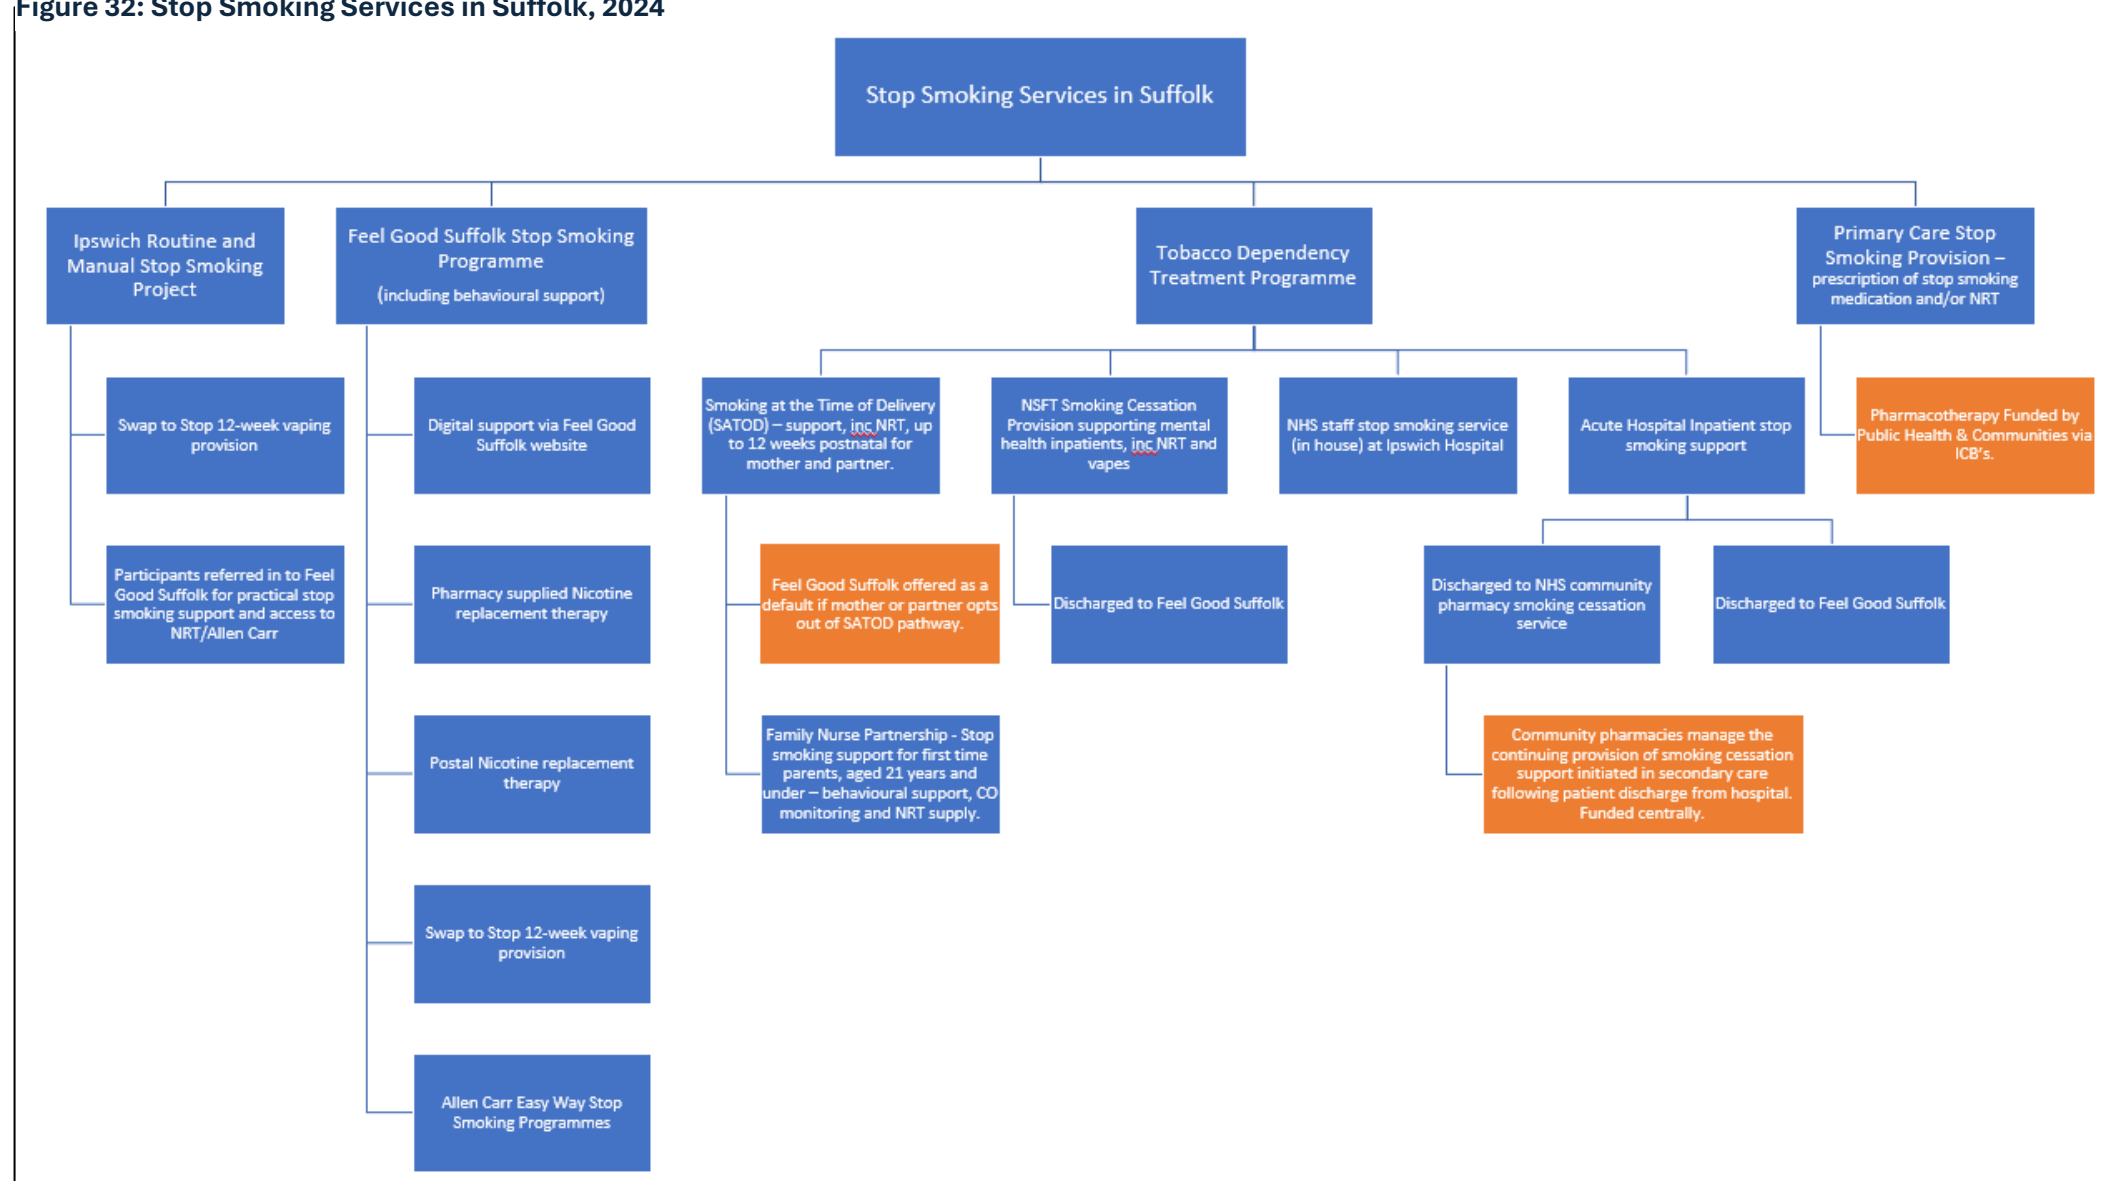 Figure 32: Stop Smoking Services in Suffolk, 2024
Stop Smoking Services in Suffolk
Ipswich Routine and
Manual Stop Smoking
Project
Swap to Stop 12-week vaping
provision
Participants referred in to Feel
Good Suffolk for practical stop
smoking support and access to
NRT/Allen Carr
Feel Good Suffolk Stop Smoking
Programme
(including behavioural support)
Digital support via Feel Good
Suffolk website
Pharmacy supplied Nicotine
replacement therapy
Postal Nicotine replacement
therapy
Swap to Stop 12-week vaping
provision
Allen Carr Easy Way Stop
Smoking Programmes
Tobacco Dependency
Treatment Programme
Smoking at the Time of Delivery
(SATOD) – support, inc NRT, up
to 12 weeks postnatal for
mother and partner.
Feel Good Suffolk offered as a
default if mother or partner opts
out of SATOD pathway.
Family Nurse Partnership - Stop
smoking support for first time
parents, aged 21 years and
under – behavioural support, CO
monitoring and NRT supply.
NSFT Smoking Cessation
Provision supporting mental
health inpatients, inc NRT and
vapes
Discharged to Feel Good Suffolk
NHS staff stop smoking service
(in house) at Ipswich Hospital
Acute Hospital Inpatient stop
smoking support
Discharged to NHS community
pharmacy smoking cessation
service
Community pharmacies manage the
continuing provision of smoking cessation
support initiated in secondary care
following patient discharge from hospital.
Funded centrally.
Discharged to Feel Good Suffolk
Primary Care Stop
Smoking Provision –
prescription of stop smoking
medication and/or NRT
Pharmacotherapy Funded by
Public Health & Communities via
ICB's.